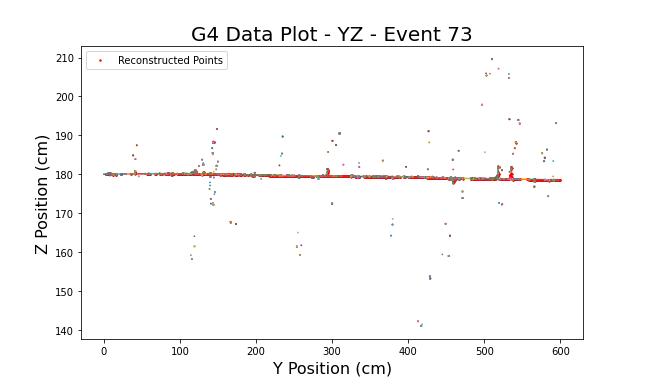 G4 Data Plot - YZ - Event 73
Reconstructed Points
Z Position (cm)
210
200
190
180
170
160
150
140
0 100 200 300 400 500 600
Y Position (cm)